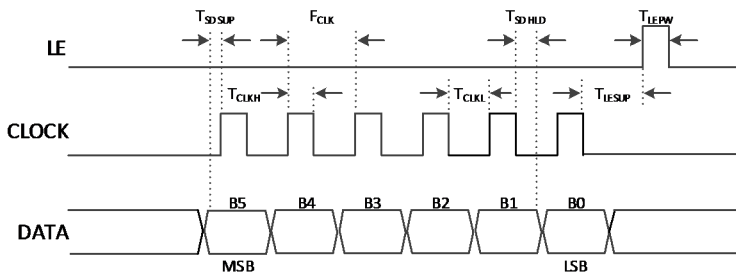 TSDSUP FCLK TSDHLD TLEPW
LE
TCLKH TCLKL TLESUP
CLOCK
B5 B4 B3 B2 B1 B0
DATA
MSB LSB